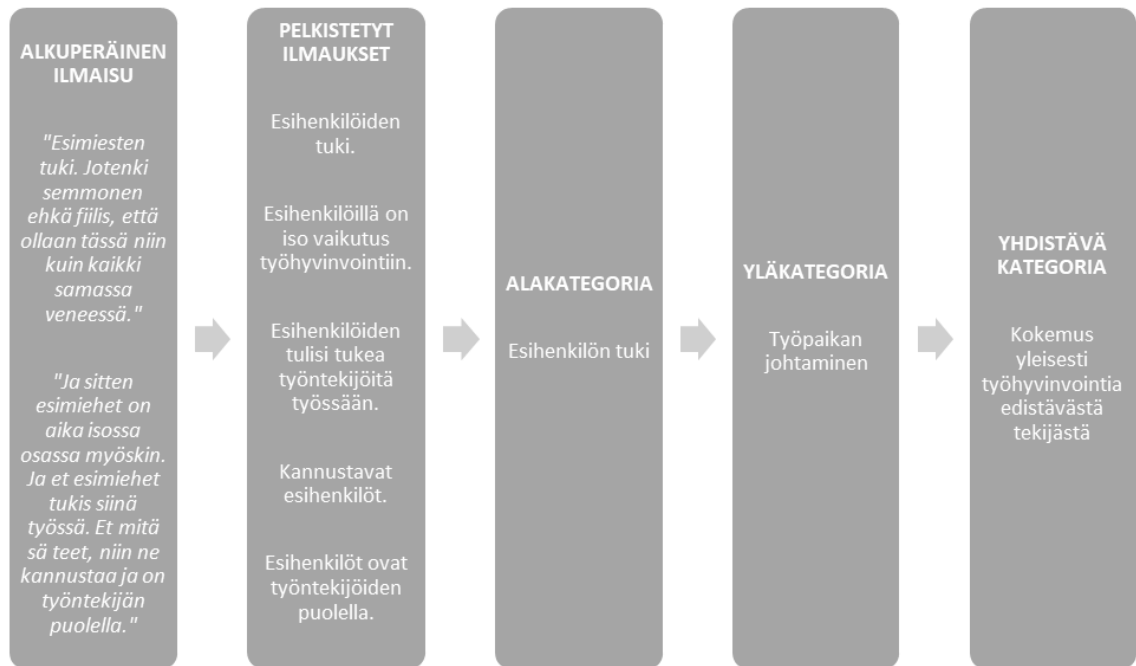 ALKUPERÄINEN
ILMAISU
"Esimiesten
tuki. Jotenki
semmonen
ehkä fiilis, että
ollaan tässä niin
kuin kaikki
samassa
veneessä."
"Ja sitten
esimiehet on
aika isossa
osassa myöskin.
Ja et esimiehet
tukis siinä
työssä. Et mitä
sä teet, niin ne
kannustaa ja on
työntekijän
puolella."
PELKISTETYT
ILMAUKSET
Esihenkilöiden
tuki.
Esihenkilöillä on
iso vaikutus
työhyvinvointiin.
Esihenkilöiden
tulisi tukea
työntekijöitä
työssään.
Kannustavat
esihenkilöt.
Esihenkilöt ovat
työntekijöiden
puolella.
ALAKATEGORIA
Esihenkilön tuki
YLÄKATEGORIA
Työpaikan
johtaminen
YHDISTÄVÄ
KATEGORIA
Kokemus
yleisesti
työhyvinvointia
edistävästä
tekijästä